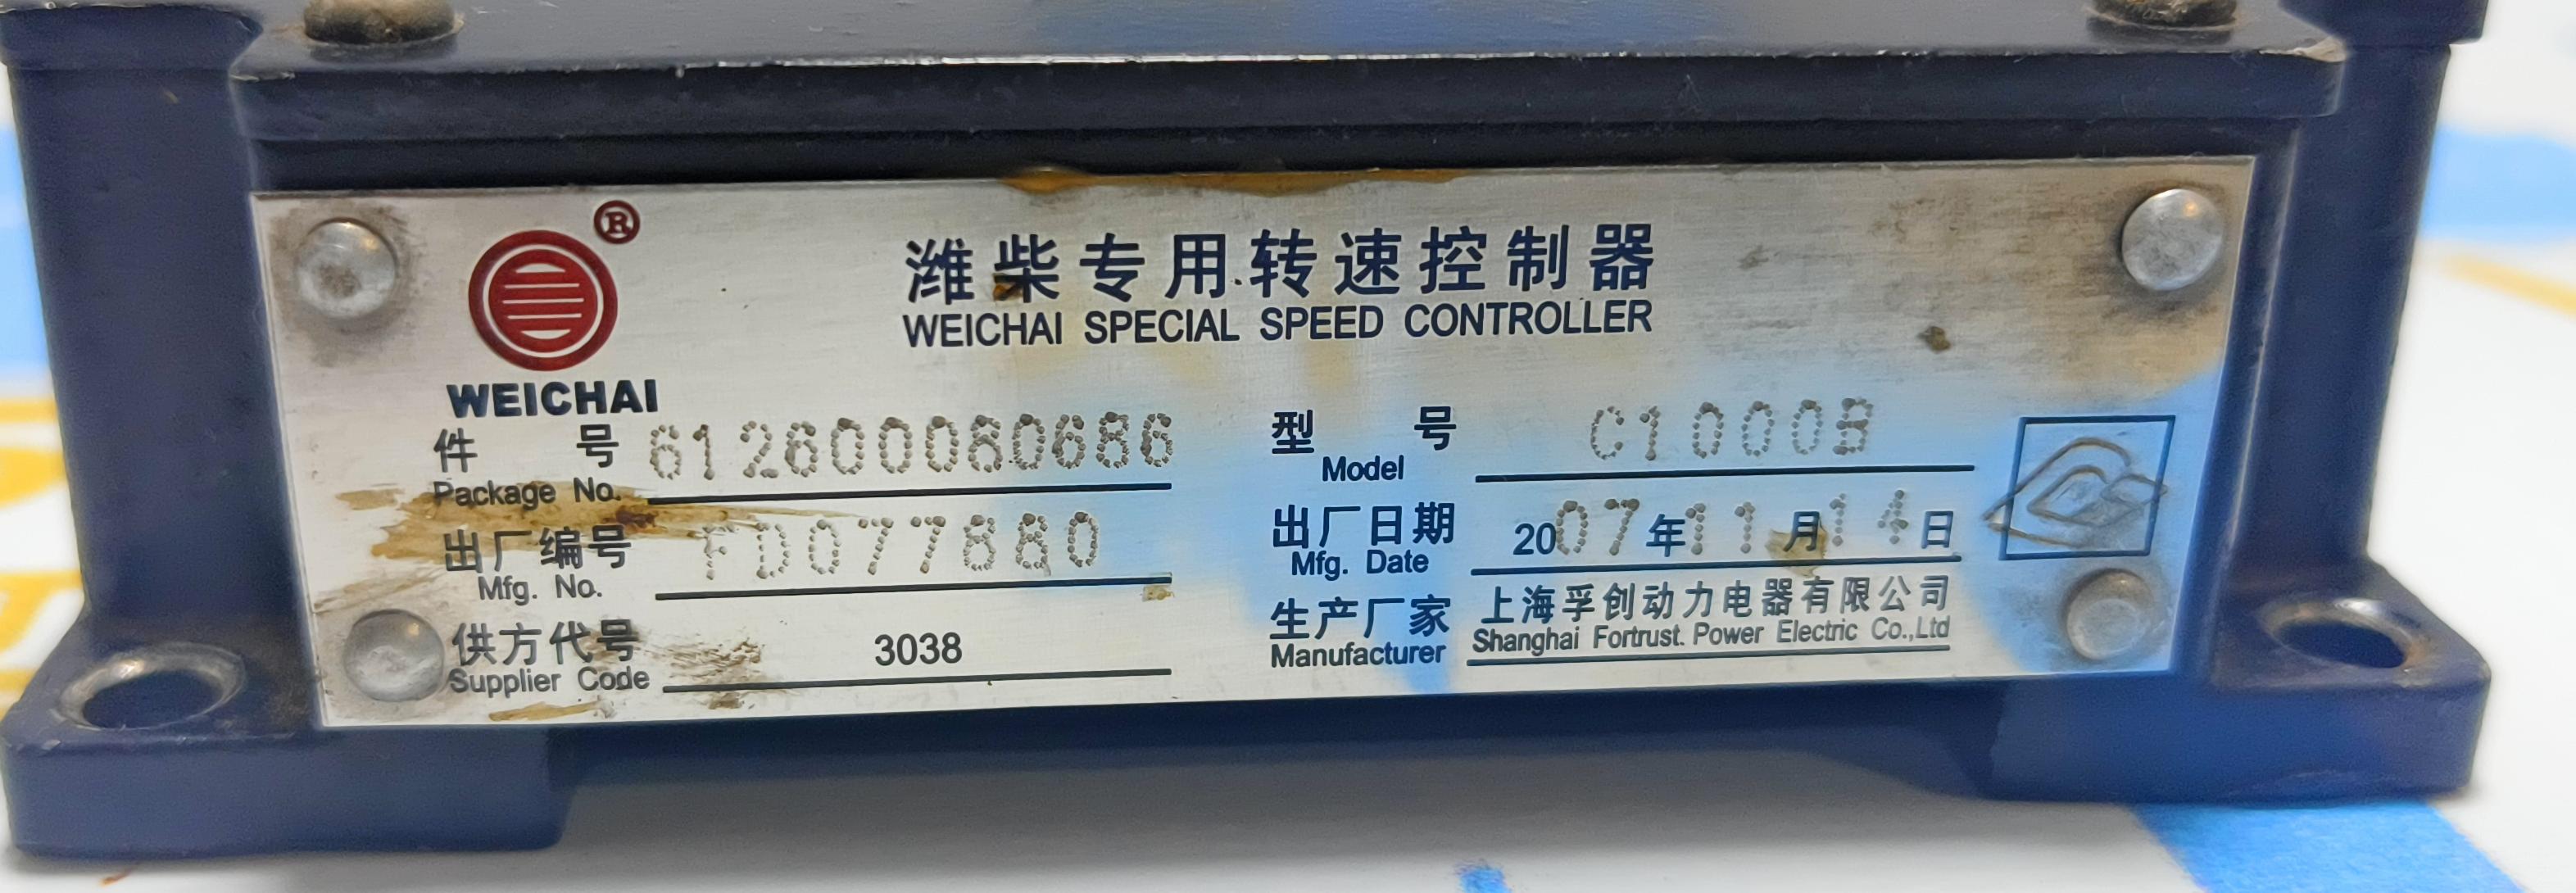 ®
WEICHAI
潍柴专用转速控制器
WEICHAI SPECIAL SPEED CONTROLLER
件号 612600080686
Package No.
型号 C1000B
Model
出厂编号 FD077880
Mfg. No.
出厂日期 2007年11月14日
Mfg. Date
供方代号 3038
Supplier Code
生产厂家 上海孚创动力电器有限公司
Manufacturer Shanghai Fortrust. Power Electric Co.,Ltd